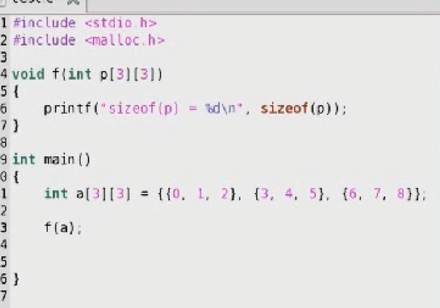 1 #include <stdio.h>
2 #include <malloc.h>
3
4 void f(int p[3][3])
5 {
6     printf("sizeof(p) = %d\n", sizeof(p));
7 }
8
9 int main()
0 {
1     int a[3][3] = {{0, 1, 2}, {3, 4, 5}, {6, 7, 8}};
2
3     f(a);
4
5
6 }
7